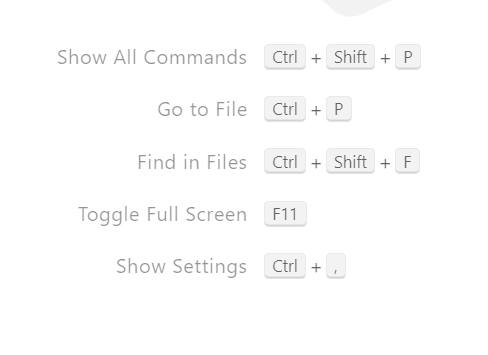 Show All Commands Ctrl + Shift + P
Go to File Ctrl + P
Find in Files Ctrl + Shift + F
Toggle Full Screen F11
Show Settings Ctrl + ,